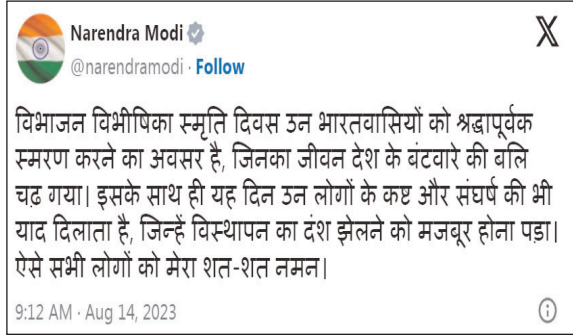 Narendra Modi
@narendramodi · Follow
विभाजन विभीषिका स्मृति दिवस उन भारतवासियों को श्रद्धापूर्वक
स्मरण करने का अवसर है, जिनका जीवन देश के बंटवारे की बलि
चढ़ गया। इसके साथ ही यह दिन उन लोगों के कष्ट और संघर्ष की भी
याद दिलाता है, जिन्हें विस्थापन का दंश झेलने को मजबूर होना पड़ा।
ऐसे सभी लोगों को मेरा शत-शत नमन।
9:12 AM · Aug 14, 2023